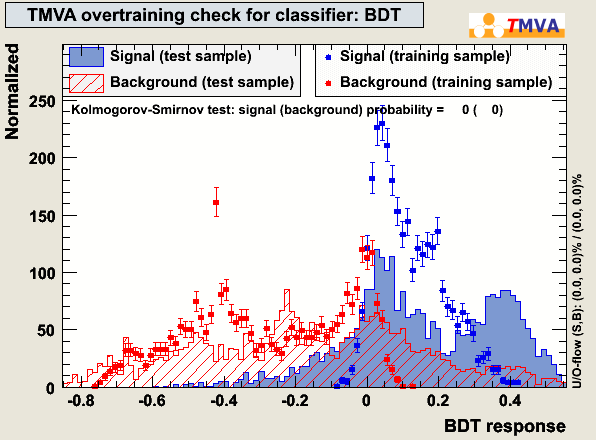 TMVA overtraining check for classifier: BDT
TMVA
Normalized
Signal (test sample)
Background (test sample)
Signal (training sample)
Background (training sample)
Kolmogorov-Smirnov test: signal (background) probability = 0 ( 0)
250
200
150
100
50
0
-0.8 -0.6 -0.4 -0.2 0 0.2 0.4
BDT response
U/O-flow (S,B): (0.0, 0.0)% / (0.0, 0.0)%